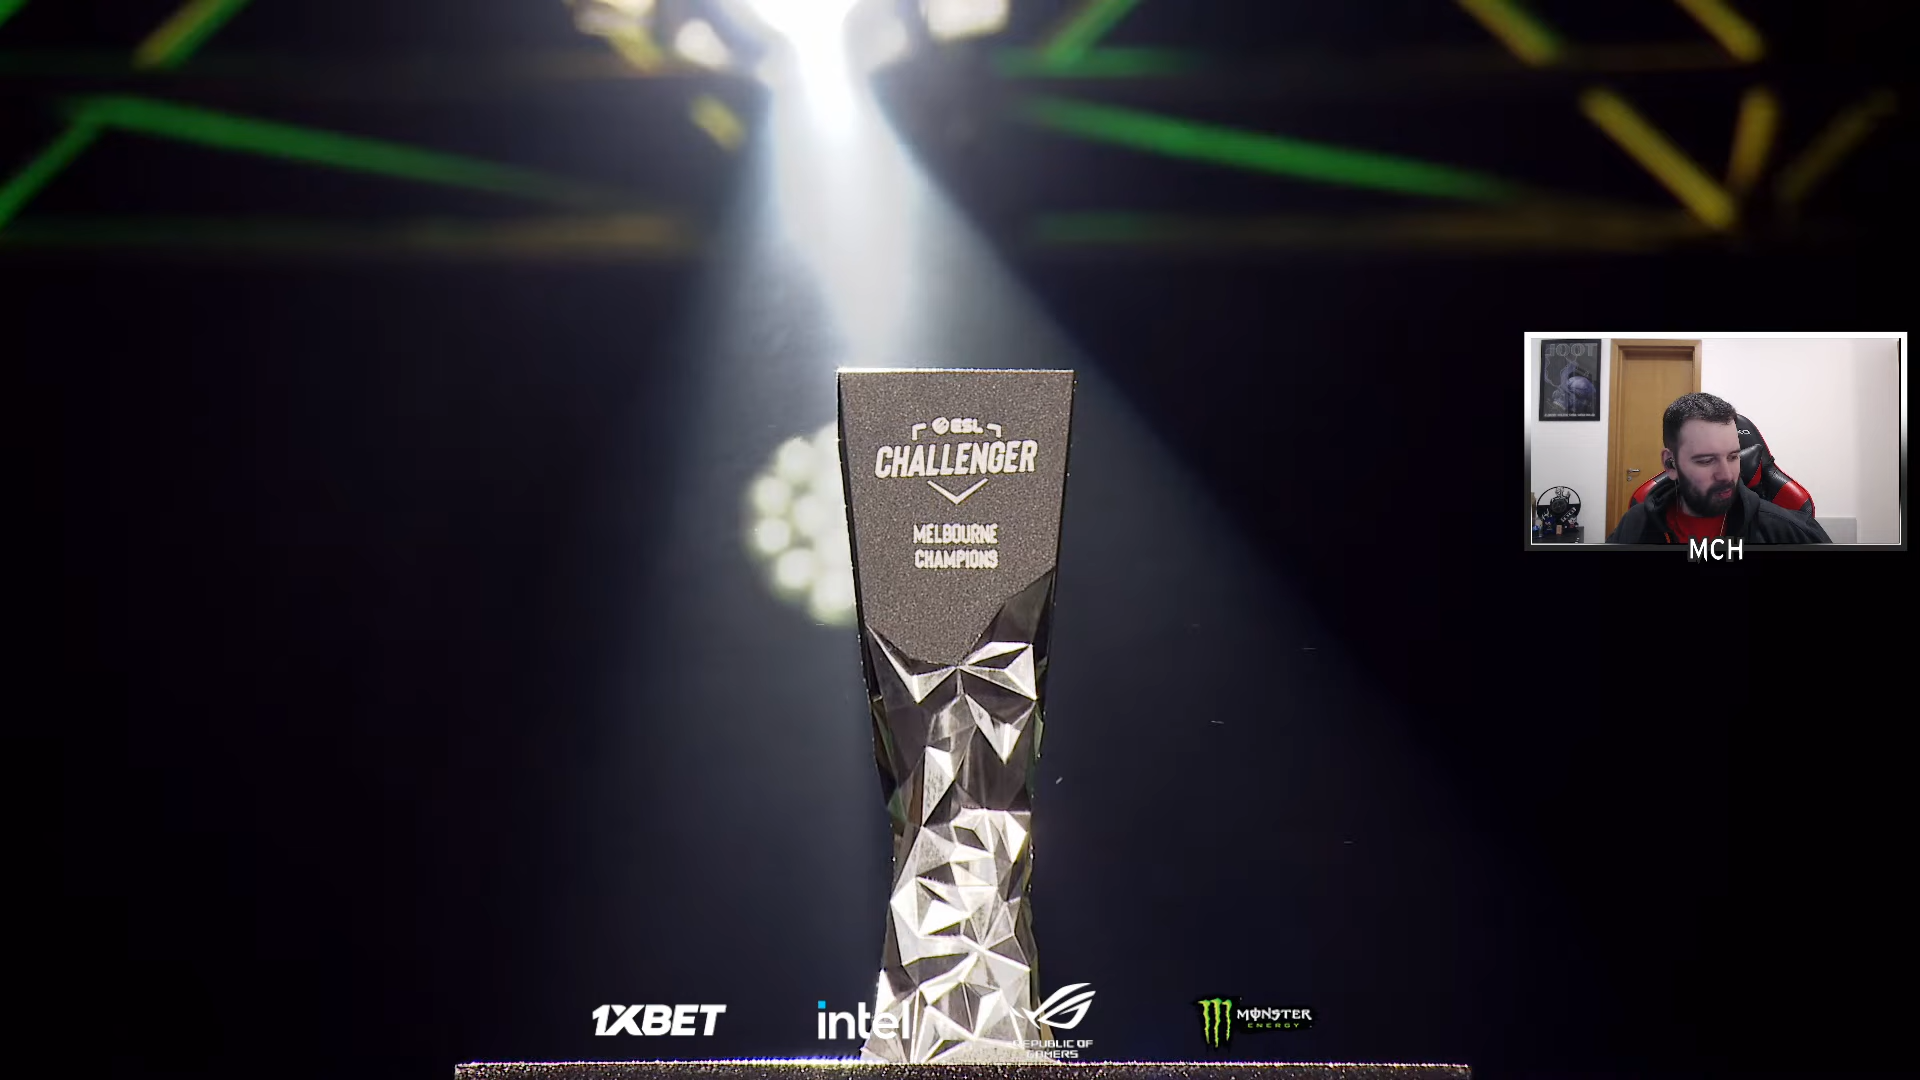 ESL
CHALLENGER
MELBOURNE
CHAMPIONS
MCH
1XBET
intel
REPUBLIC OF
GAMERS
MONSTER
ENERGY